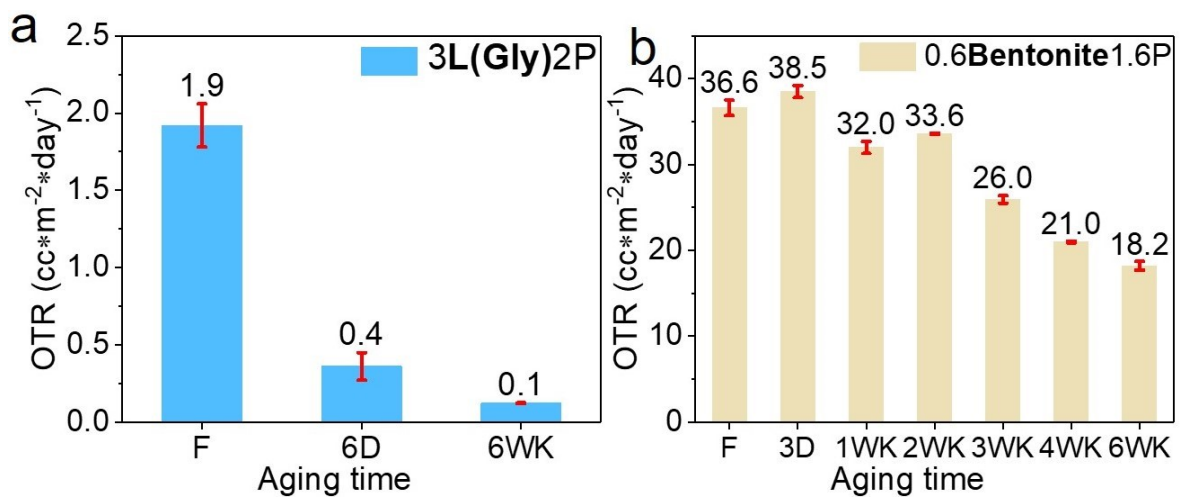 a
3L(Gly)2P
OTR (cc*m⁻²*day⁻¹)
2.5
2.0
1.5
1.0
0.5
0.0
1.9
0.4
0.1
F 6D 6WK
Aging time
b
0.6Bentonite1.6P
OTR (cc*m⁻²*day⁻¹)
40
30
20
10
0
36.6
38.5
32.0
33.6
26.0
21.0
18.2
F 3D 1WK 2WK 3WK 4WK 6WK
Aging time